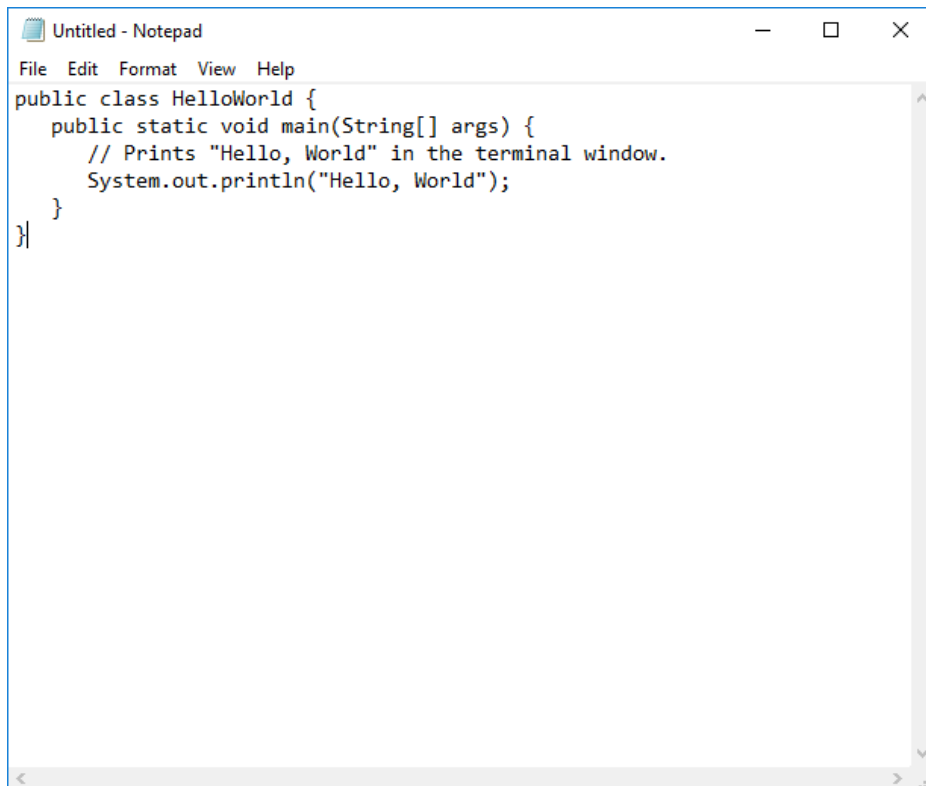 Untitled - Notepad
File Edit Format View Help
public class HelloWorld {
   public static void main(String[] args) {
      // Prints "Hello, World" in the terminal window.
      System.out.println("Hello, World");
   }
}